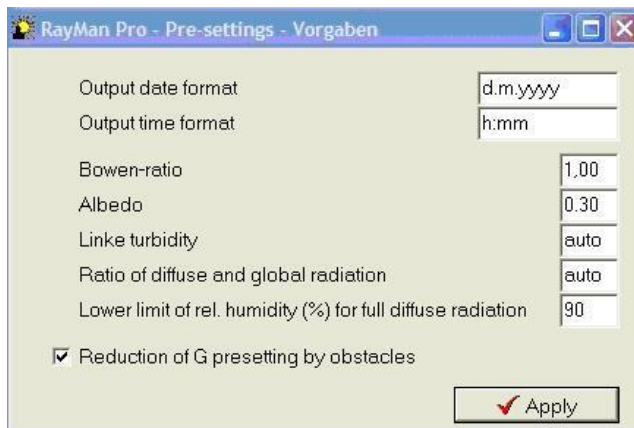 RayMan Pro - Pre-settings - Vorgaben
Output date format d.m.yyyy
Output time format h:mm
Bowen-ratio 1,00
Albedo 0.30
Linke turbidity auto
Ratio of diffuse and global radiation auto
Lower limit of rel. humidity (%) for full diffuse radiation 90
Reduction of G presetting by obstacles
Apply